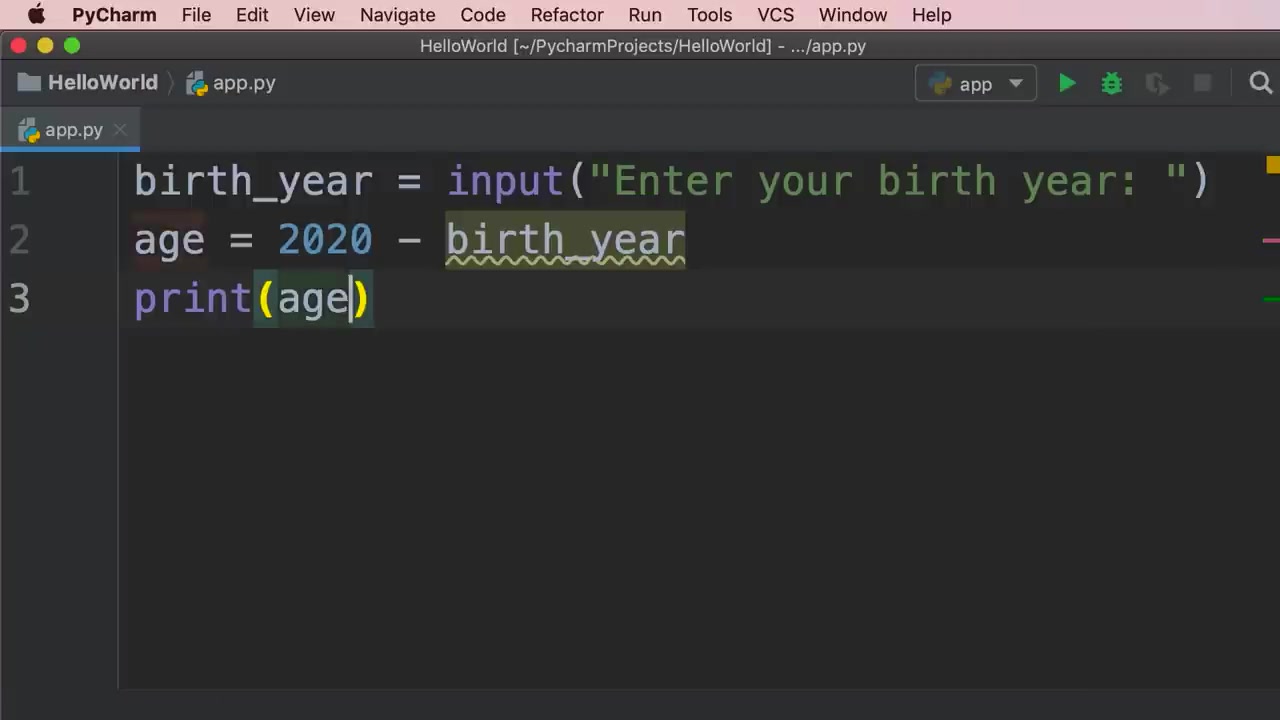 PyCharm File Edit View Navigate Code Refactor Run Tools VCS Window Help
HelloWorld [~/PycharmProjects/HelloWorld] - .../app.py
HelloWorld app.py app
app.py
1 birth_year = input("Enter your birth year: ")
2 age = 2020 - birth_year
3 print(age)